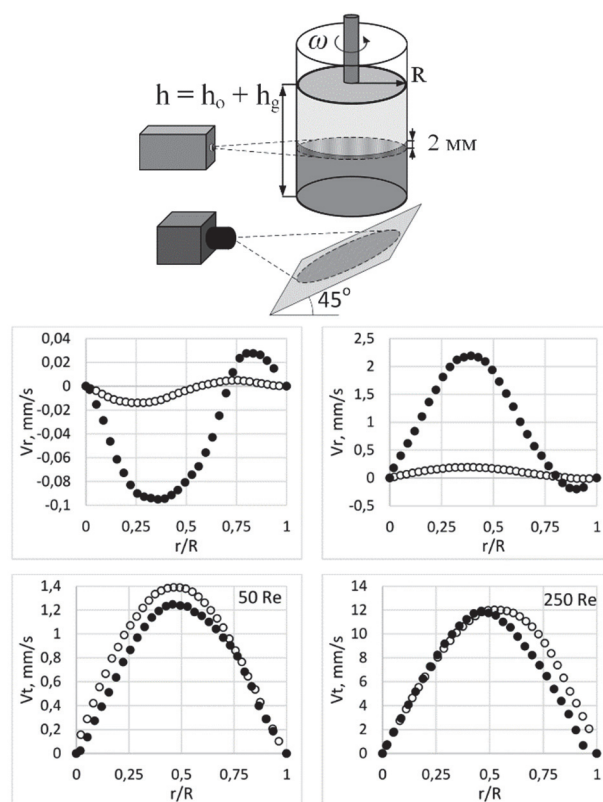 ω
R
h = hₒ + h_g
2 мм
45°
0,04
0,02
0
-0,02
-0,04
-0,06
-0,08
-0,1
Vr, mm/s
0 0,25 0,5 0,75 1
r/R
2,5
2
1,5
1
0,5
0
-0,5
Vr, mm/s
0 0,25 0,5 0,75 1
r/R
1,4
1,2
1
0,8
0,6
0,4
0,2
0
Vt, mm/s
50 Re
0 0,25 0,5 0,75 1
r/R
14
12
10
8
6
4
2
0
Vt, mm/s
250 Re
0 0,25 0,5 0,75 1
r/R